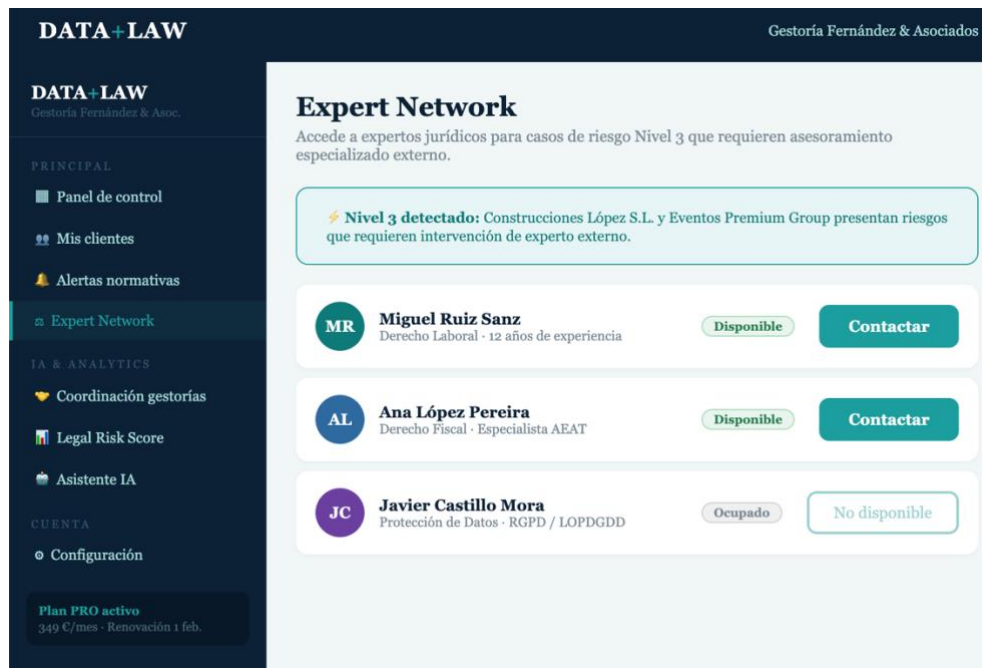 DATA+LAW
Gestoría Fernández & Asociados
DATA+LAW
Gestoría Fernández & Asoc.
PRINCIPAL
Panel de control
Mis clientes
Alertas normativas
Expert Network
IA & ANALYTICS
Coordinación gestorías
Legal Risk Score
Asistente IA
CUENTA
Configuración
Plan PRO activo
349 €/mes · Renovación 1 feb.
Expert Network
Accede a expertos jurídicos para casos de riesgo Nivel 3 que requieren asesoramiento
especializado externo.
⚡ Nivel 3 detectado: Construcciones López S.L. y Eventos Premium Group presentan riesgos
que requieren intervención de experto externo.
MR
Miguel Ruiz Sanz
Derecho Laboral · 12 años de experiencia
Disponible
Contactar
AL
Ana López Pereira
Derecho Fiscal · Especialista AEAT
Disponible
Contactar
JC
Javier Castillo Mora
Protección de Datos · RGPD / LOPDGDD
Ocupado
No disponible